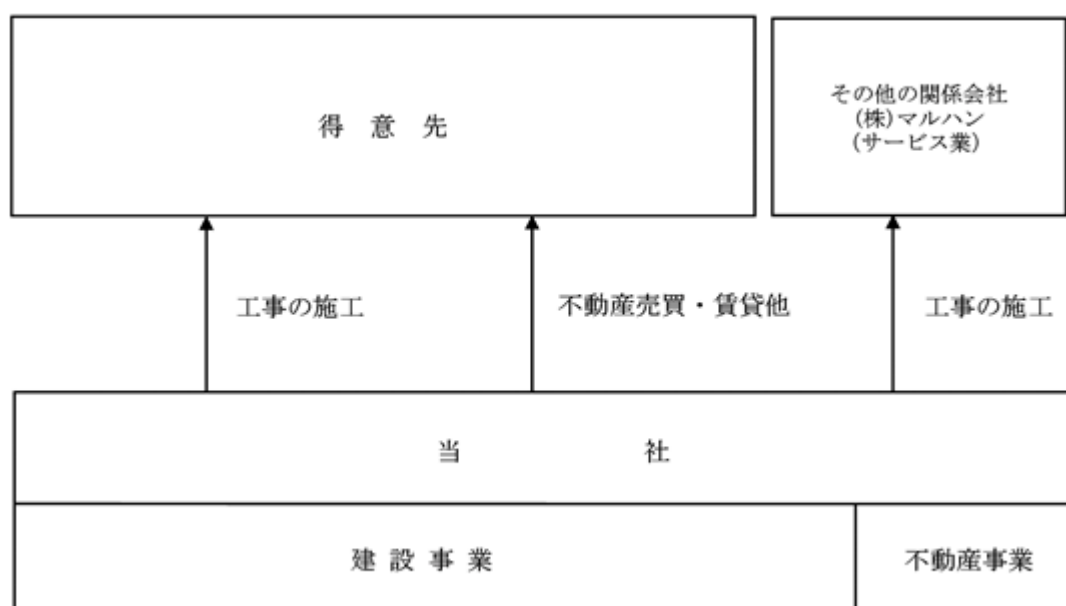 得意先
その他の関係会社
(株)マルハン
(サービス業)
工事の施工
不動産売買・賃貸他
工事の施工
当社
建設事業
不動産事業